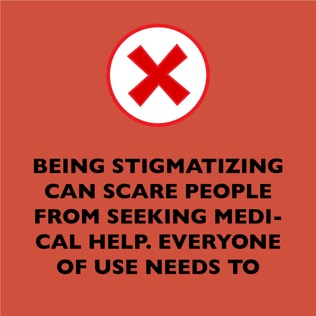 BEING STIGMATIZING
CAN SCARE PEOPLE
FROM SEEKING MEDI-
CAL HELP. EVERYONE
OF USE NEEDS TO